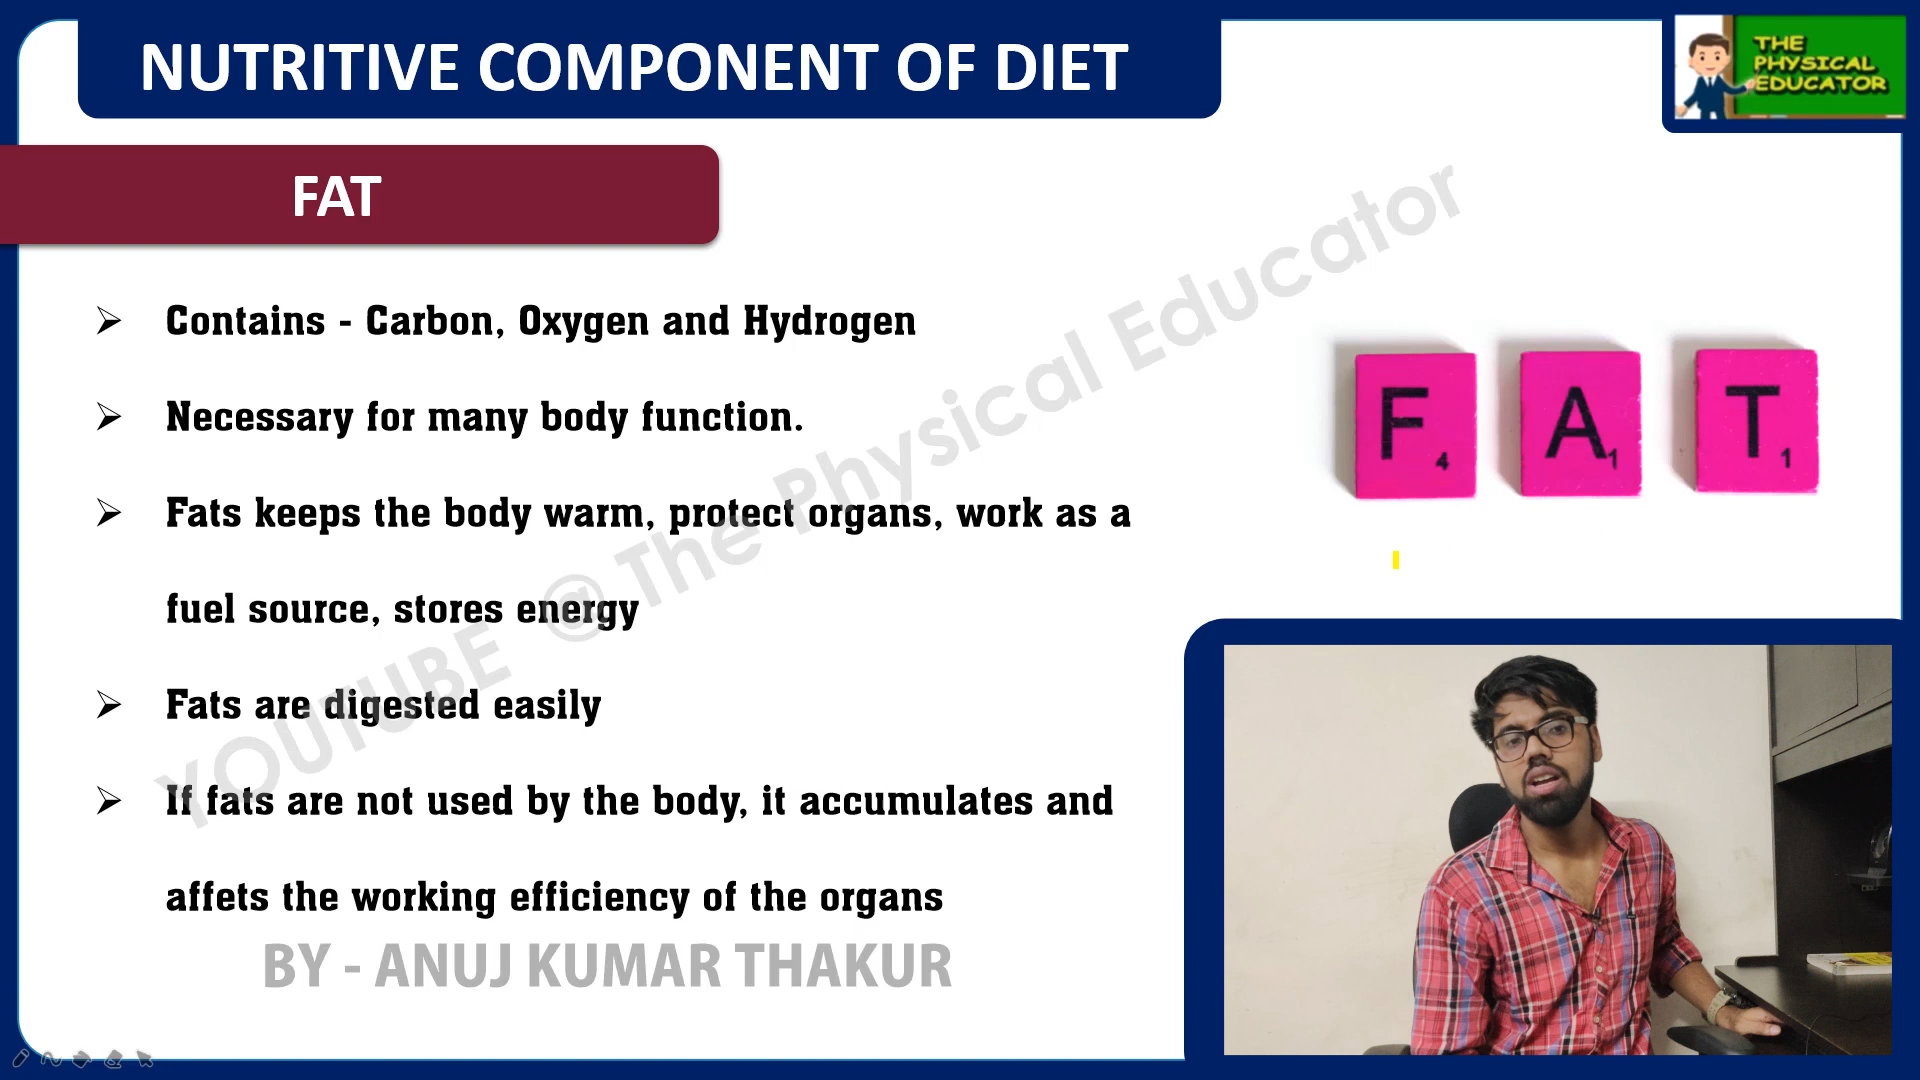 NUTRITIVE COMPONENT OF DIET
THE
PHYSICAL
EDUCATOR
FAT
➢ Contains - Carbon, Oxygen and Hydrogen
➢ Necessary for many body function.
➢ Fats keeps the body warm, protect organs, work as a
fuel source, stores energy
➢ Fats are digested easily
➢ If fats are not used by the body, it accumulates and
affets the working efficiency of the organs
BY - ANUJ KUMAR THAKUR
YOUTUBE @ The Physical Educator
F4 A1 T1